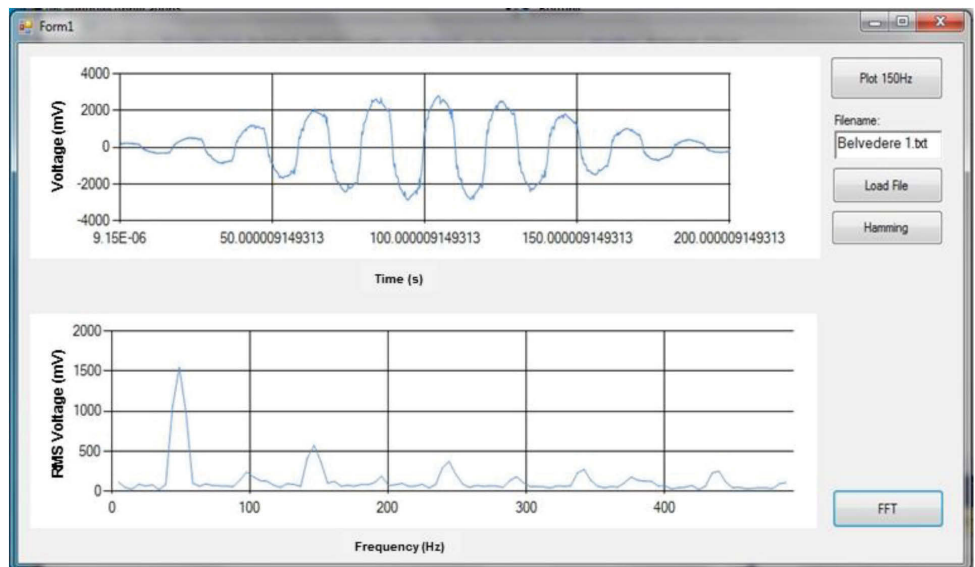 Form1
4000
2000
0
-2000
-4000
Voltage (mV)
9.15E-06 50.000009149313 100.000009149313 150.000009149313 200.000009149313
Time (s)
Plot 150Hz
Filename:
Belvedere 1.txt
Load File
Hamming
2000
1500
1000
500
0
RMS Voltage (mV)
0 100 200 300 400
Frequency (Hz)
FFT